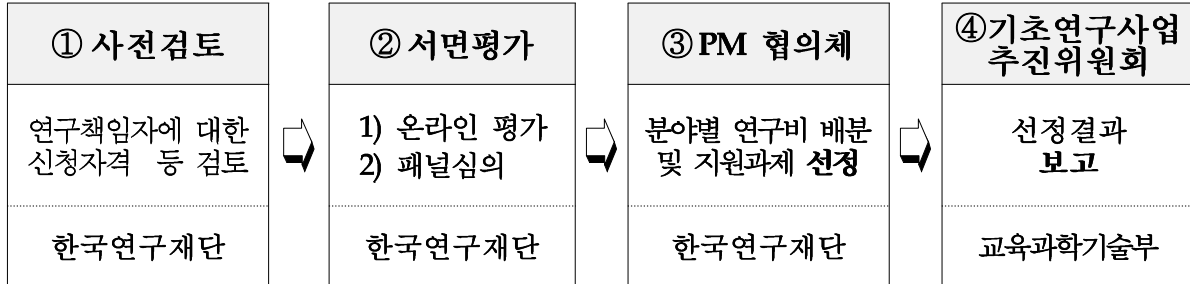 ① 사전검토
연구책임자에 대한
신청자격 등 검토
한국연구재단
② 서면평가
1) 온라인 평가
2) 패널심의
한국연구재단
③ PM 협의체
분야별 연구비 배분
및 지원과제 선정
한국연구재단
④기초연구사업
추진위원회
선정결과
보고
교육과학기술부